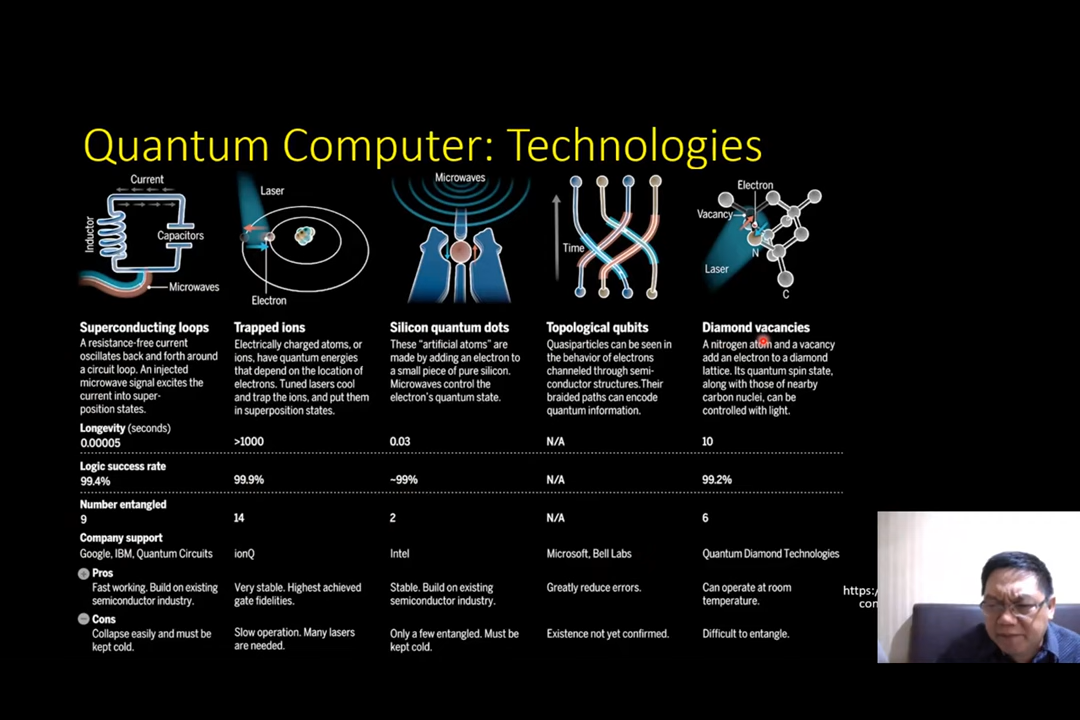 Quantum Computer: Technologies
Current
Inductor
Capacitors
Microwaves
Laser
Electron
Microwaves
Time
Electron
Vacancy
N
Laser
C
Superconducting loops
A resistance-free current
oscillates back and forth around
a circuit loop. An injected
microwave signal excites the
current into super-
position states.
Trapped ions
Electrically charged atoms, or
ions, have quantum energies
that depend on the location of
electrons. Tuned lasers cool
and trap the ions, and put them
in superposition states.
Silicon quantum dots
These “artificial atoms” are
made by adding an electron to
a small piece of pure silicon.
Microwaves control the
electron’s quantum state.
Topological qubits
Quasiparticles can be seen in
the behavior of electrons
channeled through semi-
conductor structures.Their
braided paths can encode
quantum information.
Diamond vacancies
A nitrogen atom and a vacancy
add an electron to a diamond
lattice. Its quantum spin state,
along with those of nearby
carbon nuclei, can be
controlled with light.
Longevity (seconds)
0.00005
>1000
0.03
N/A
10
Logic success rate
99.4%
99.9%
~99%
N/A
99.2%
Number entangled
9
14
2
N/A
6
Company support
Google, IBM, Quantum Circuits
ionQ
Intel
Microsoft, Bell Labs
Quantum Diamond Technologies
Pros
Fast working. Build on existing
semiconductor industry.
Very stable. Highest achieved
gate fidelities.
Stable. Build on existing
semiconductor industry.
Greatly reduce errors.
Can operate at room
temperature.
https:/
con
Cons
Collapse easily and must be
kept cold.
Slow operation. Many lasers
are needed.
Only a few entangled. Must be
kept cold.
Existence not yet confirmed.
Difficult to entangle.